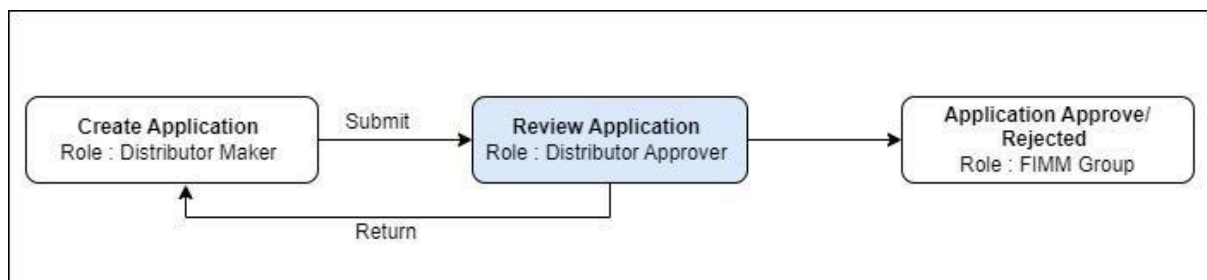 Create Application
Role : Distributor Maker
Submit
Review Application
Role : Distributor Approver
Application Approve/
Rejected
Role : FIMM Group
Return